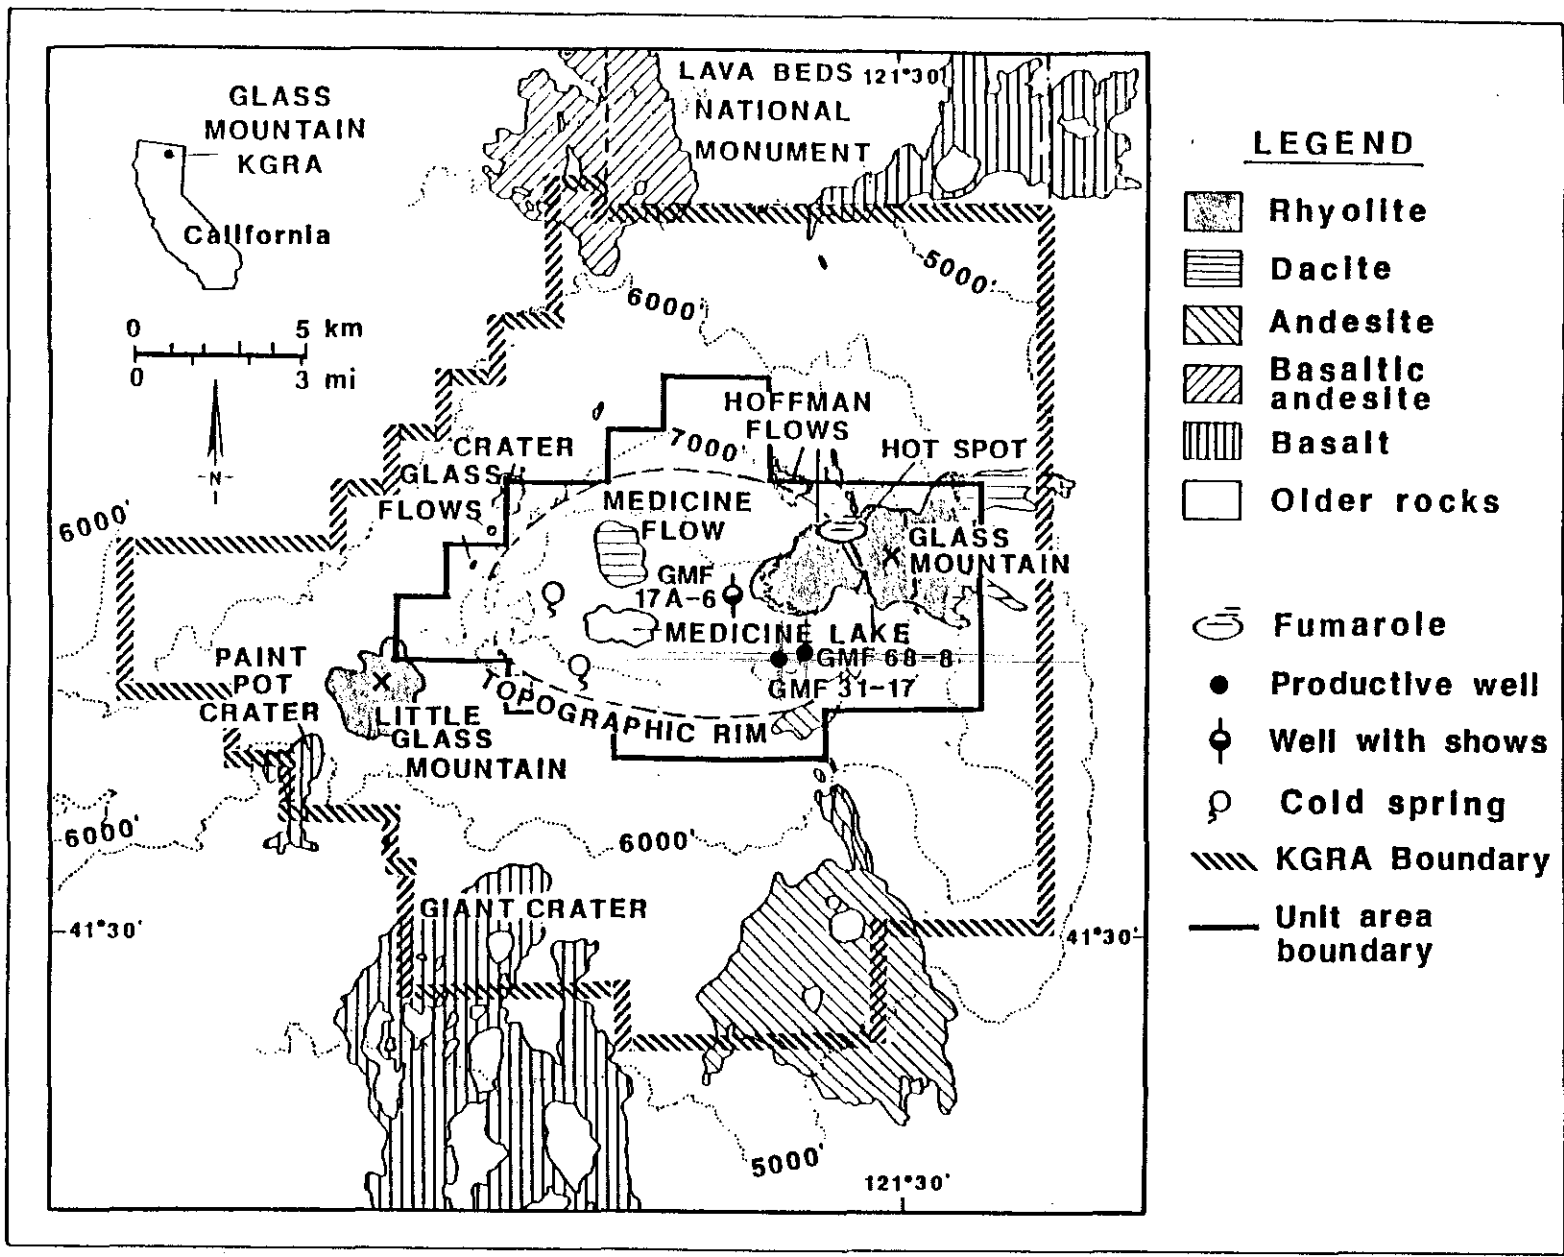 GLASS
MOUNTAIN
KGRA
California
0 5 km
0 3 mi
N
LAVA BEDS
NATIONAL
MONUMENT
121°30'
5000'
6000'
HOFFMAN
FLOWS
7000'
HOT SPOT
CRATER
GLASS
FLOWS
MEDICINE
FLOW
GLASS
MOUNTAIN
GMF
17A-6
MEDICINE LAKE
GMF 68-8
GMF 31-17
6000'
PAINT
POT
CRATER
LITTLE
GLASS
MOUNTAIN
TOPOGRAPHIC RIM
6000'
6000'
GIANT CRATER
41°30'
41°30'
5000'
121°30'
LEGEND
Rhyolite
Dacite
Andesite
Basaltic
andesite
Basalt
Older rocks
Fumarole
Productive well
Well with shows
Cold spring
KGRA Boundary
Unit area
boundary